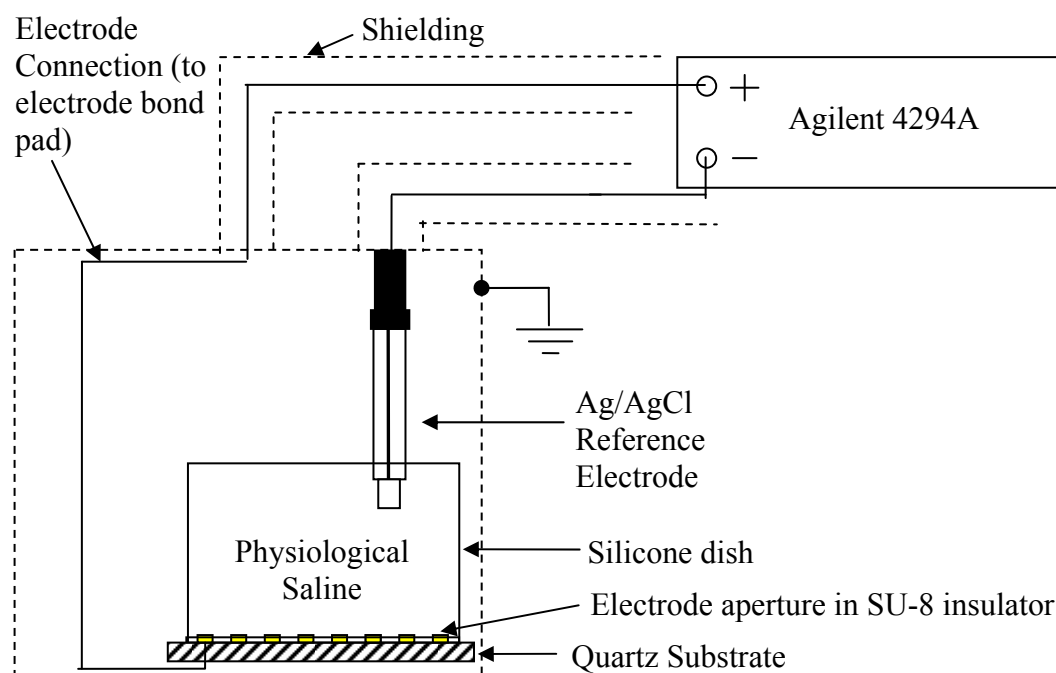 Electrode
Connection (to
electrode bond
pad)
Shielding
+
Agilent 4294A
−
Ag/AgCl
Reference
Electrode
Physiological
Saline
Silicone dish
Electrode aperture in SU-8 insulator
Quartz Substrate